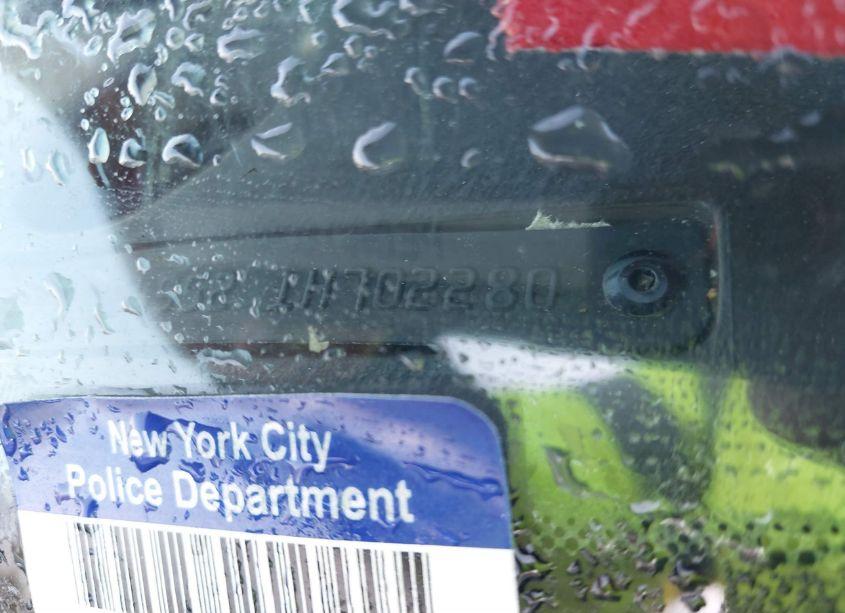 1H702280
New York City
Police Department